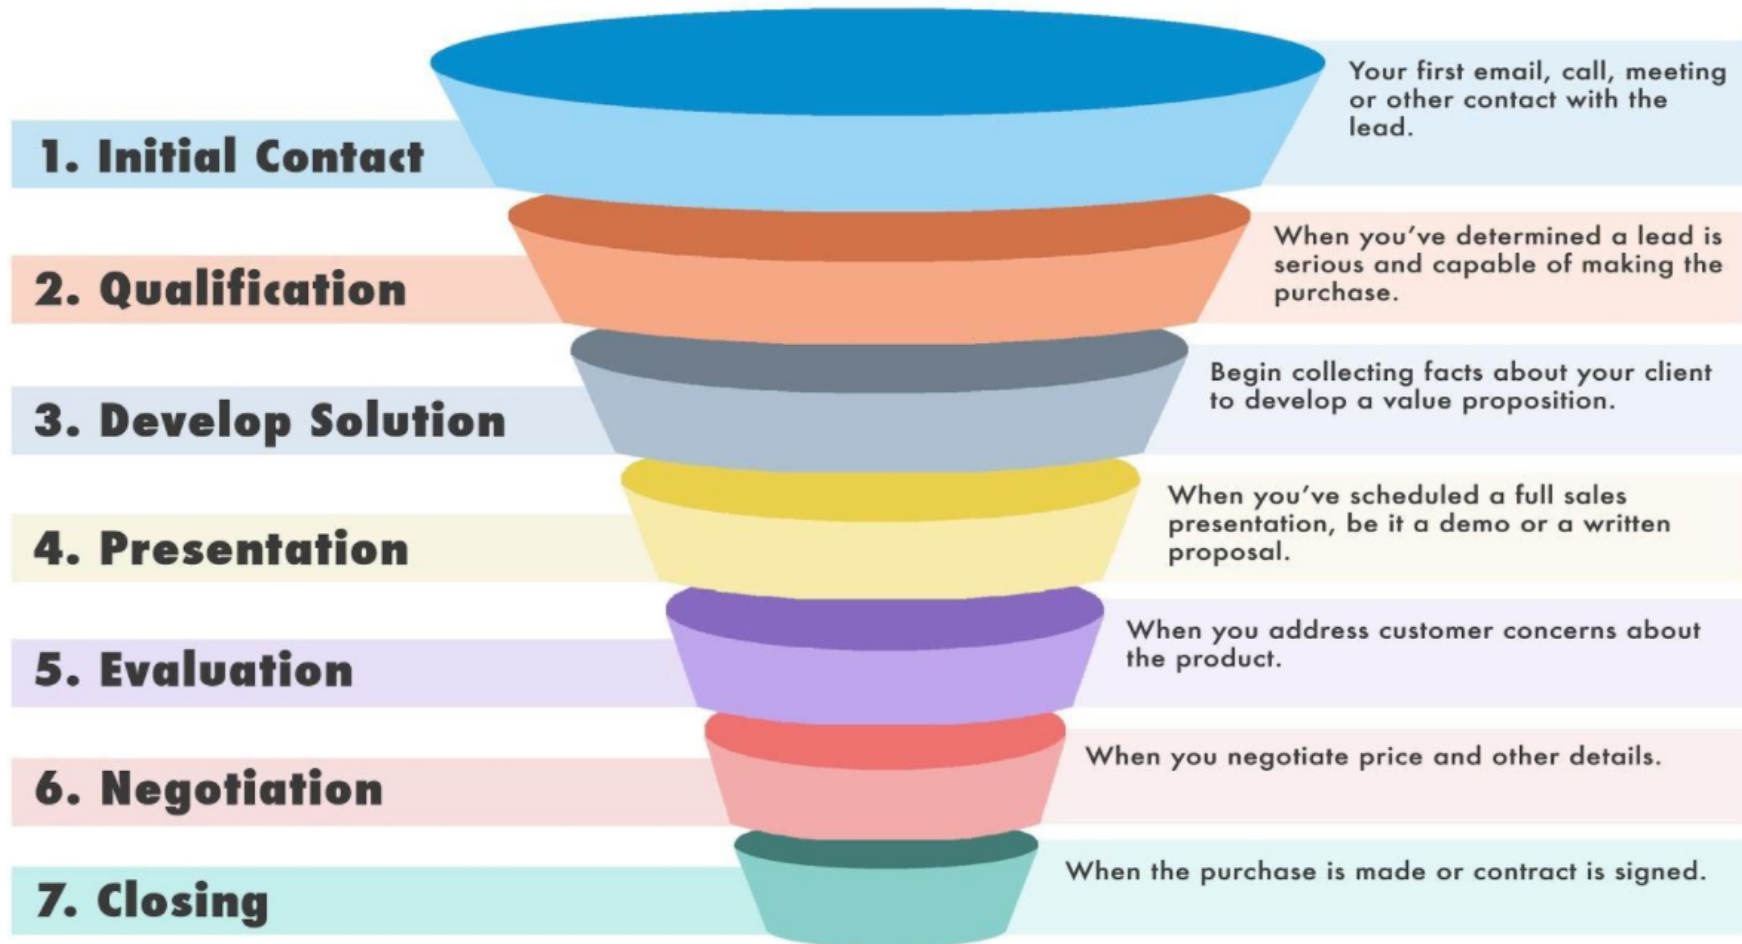 1. Initial Contact
Your first email, call, meeting
or other contact with the
lead.
2. Qualification
When you've determined a lead is
serious and capable of making the
purchase.
3. Develop Solution
Begin collecting facts about your client
to develop a value proposition.
4. Presentation
When you've scheduled a full sales
presentation, be it a demo or a written
proposal.
5. Evaluation
When you address customer concerns about
the product.
6. Negotiation
When you negotiate price and other details.
7. Closing
When the purchase is made or contract is signed.